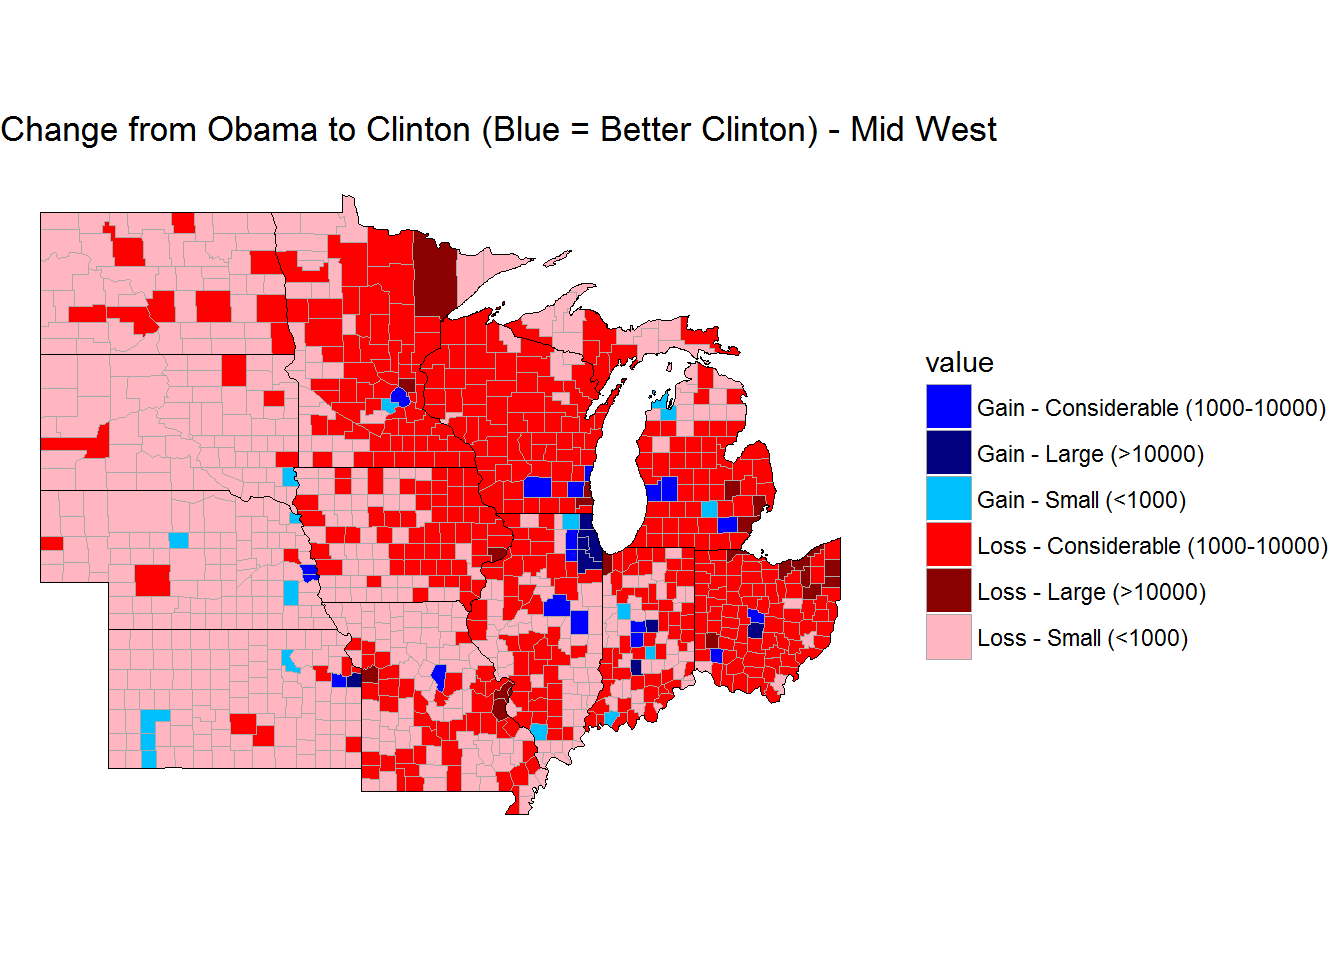 Change from Obama to Clinton (Blue = Better Clinton) - Mid West
value
Gain - Considerable (1000-10000)
Gain - Large (>10000)
Gain - Small (<1000)
Loss - Considerable (1000-10000)
Loss - Large (>10000)
Loss - Small (<1000)